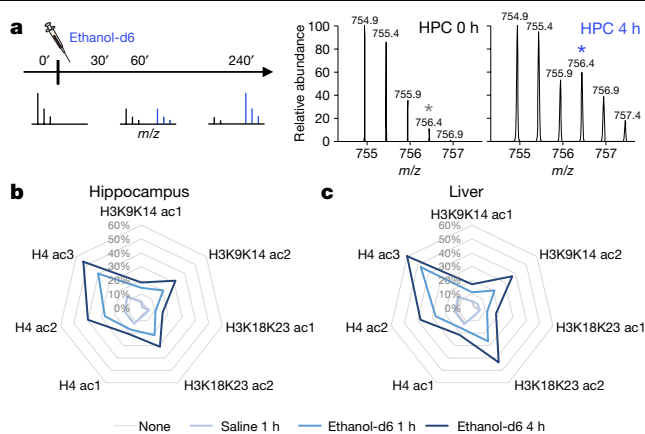 a
Ethanol-d6
0′ 30′ 60′ 240′
m/z
Relative abundance
100
80
60
40
20
0
HPC 0 h
754.9
755.4
755.9
*
756.4
756.9
755 756 757
m/z
HPC 4 h
754.9
755.4
755.9
*
756.4
756.9
757.4
755 756 757
m/z
b
Hippocampus
H3K9K14 ac1
H3K9K14 ac2
H3K18K23 ac1
H3K18K23 ac2
H4 ac1
H4 ac2
H4 ac3
60%
50%
40%
30%
20%
10%
0%
c
Liver
H3K9K14 ac1
H3K9K14 ac2
H3K18K23 ac1
H3K18K23 ac2
H4 ac1
H4 ac2
H4 ac3
60%
50%
40%
30%
20%
10%
0%
None Saline 1 h Ethanol-d6 1 h Ethanol-d6 4 h